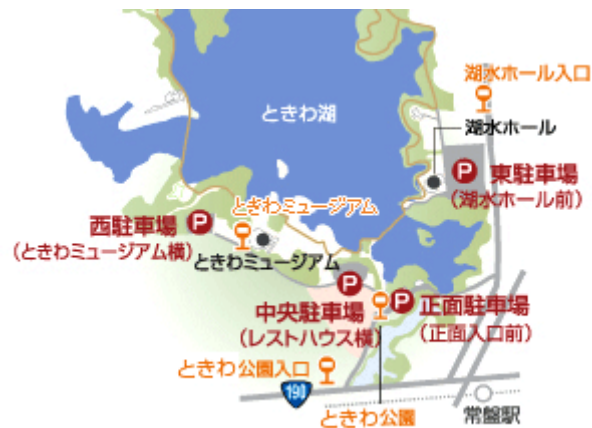 湖水ホール入口
ときわ湖
湖水ホール
P
東駐車場
(湖水ホール前)
ときわミュージアム
P
西駐車場
(ときわミュージアム横)
ときわミュージアム
P
中央駐車場
(レストハウス横)
P
正面駐車場
(正面入口前)
ときわ公園入口
190
ときわ公園
常盤駅